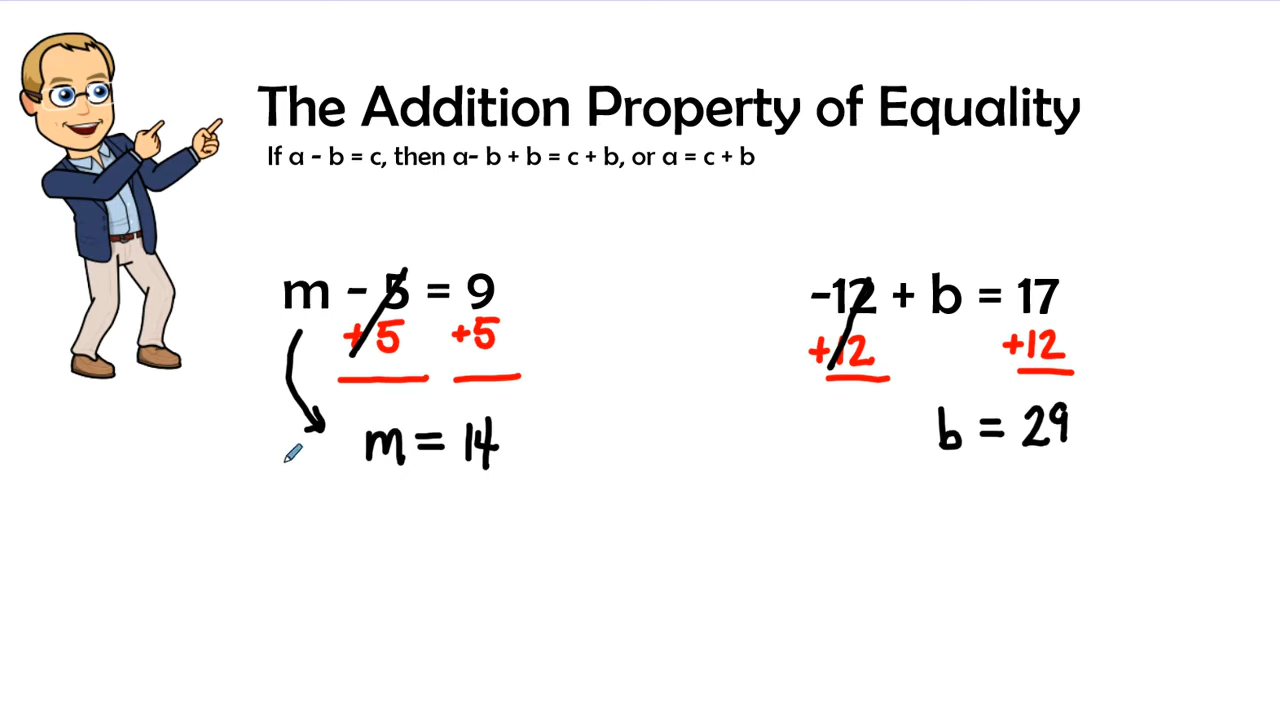 The Addition Property of Equality
If a - b = c, then a- b + b = c + b, or a = c + b
m - 5 = 9
+5 +5
m = 14
-12 + b = 17
+12 +12
b = 29